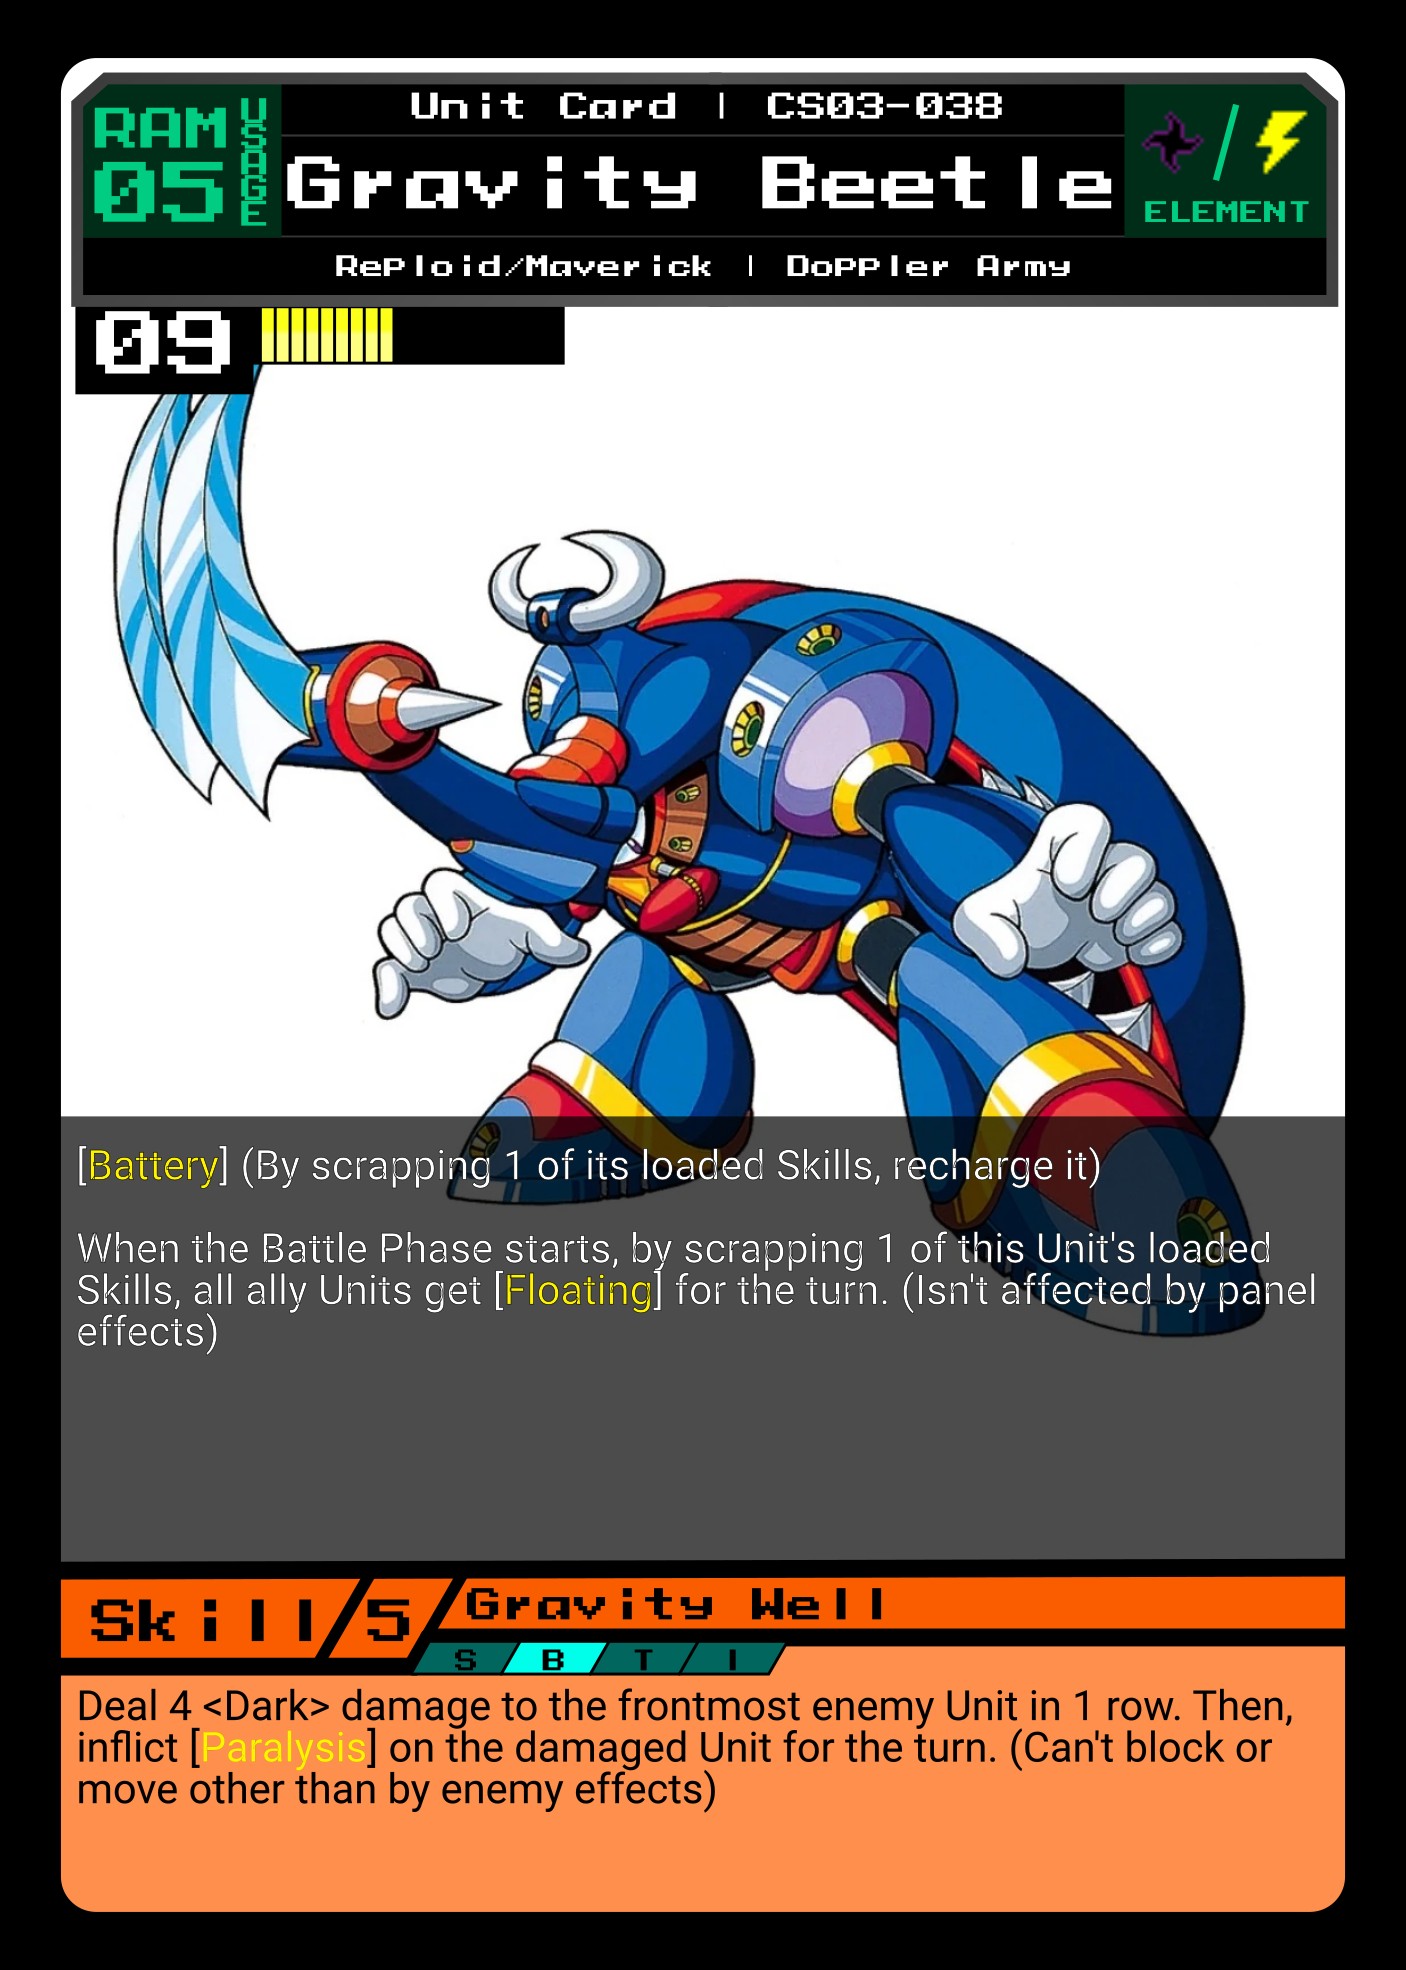 RAM
05
USAGE
Unit Card | CS03-038
Gravity Beetle
ELEMENT
Reploid/Maverick | Doppler Army
09
[Battery] (By scrapping 1 of its loaded Skills, recharge it)
When the Battle Phase starts, by scrapping 1 of this Unit's loaded
Skills, all ally Units get [Floating] for the turn. (Isn't affected by panel
effects)
Skill/5
Gravity Well
S B T I
Deal 4 <Dark> damage to the frontmost enemy Unit in 1 row. Then,
inflict [Paralysis] on the damaged Unit for the turn. (Can't block or
move other than by enemy effects)